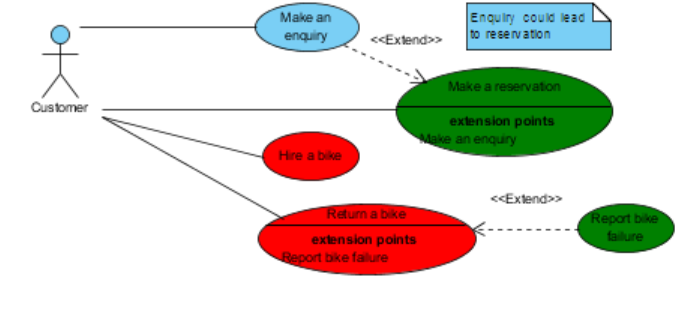 Make an
enquiry
<<Extend>>
Enquiry could lead
to reservation
Customer
Make a reservation
extension points
Make an enquiry
Hire a bike
<<Extend>>
Return a bike
extension points
Report bike failure
Report bike
failure